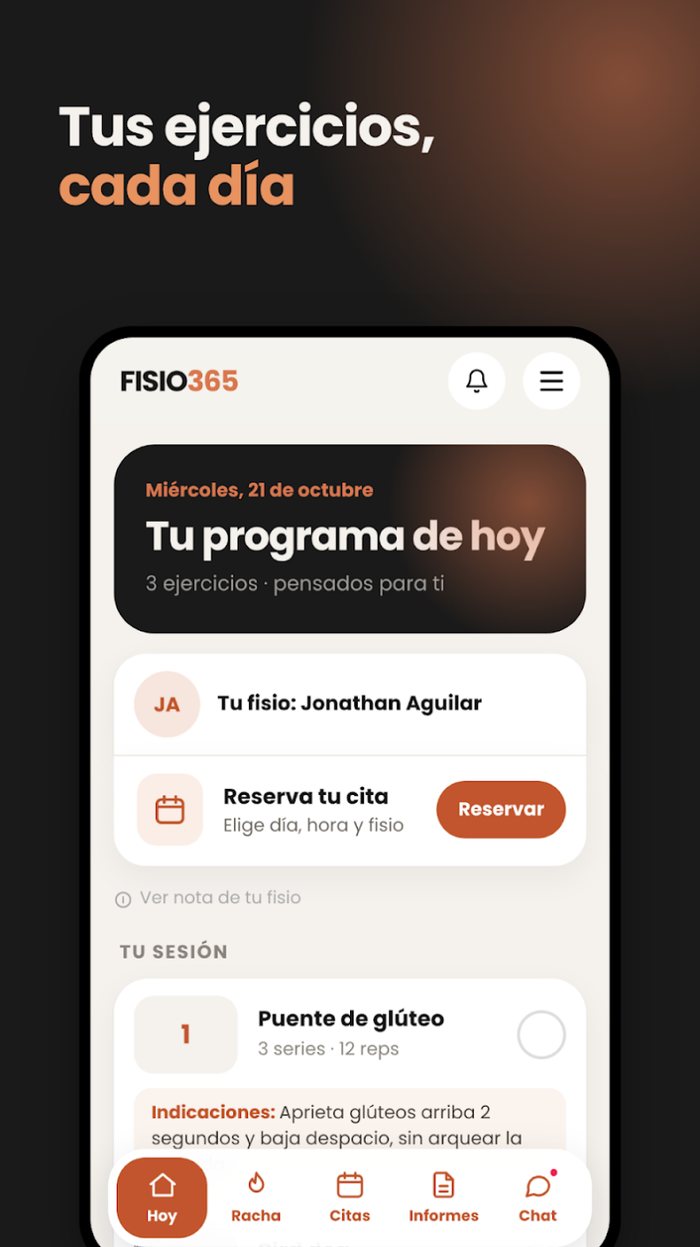 Tus ejercicios,
cada día
FISIO365
Miércoles, 21 de octubre
Tu programa de hoy
3 ejercicios · pensados para ti
JA
Tu fisio: Jonathan Aguilar
Reserva tu cita
Elige día, hora y fisio
Reservar
Ver nota de tu fisio
TU SESIÓN
1
Puente de glúteo
3 series · 12 reps
Indicaciones: Aprieta glúteos arriba 2
segundos y baja despacio, sin arquear la
Hoy
Racha
Citas
Informes
Chat